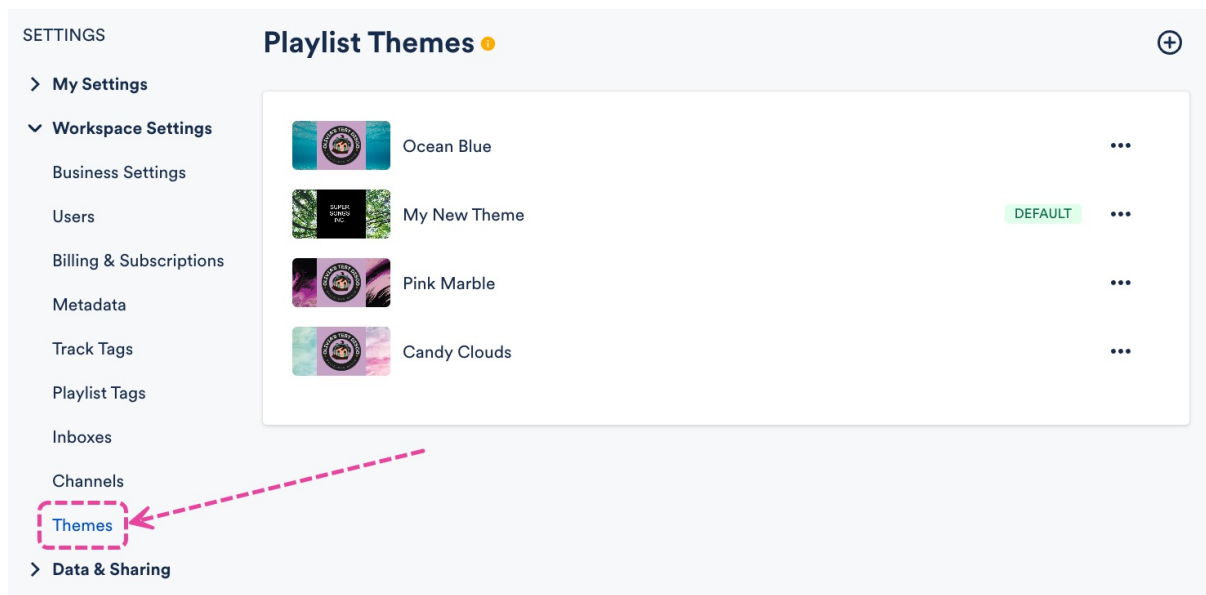 SETTINGS
My Settings
Workspace Settings
Business Settings
Users
Billing & Subscriptions
Metadata
Track Tags
Playlist Tags
Inboxes
Channels
Themes
Data & Sharing
Playlist Themes
Ocean Blue
SUPER
SONGS
INC.
My New Theme
DEFAULT
Pink Marble
Candy Clouds